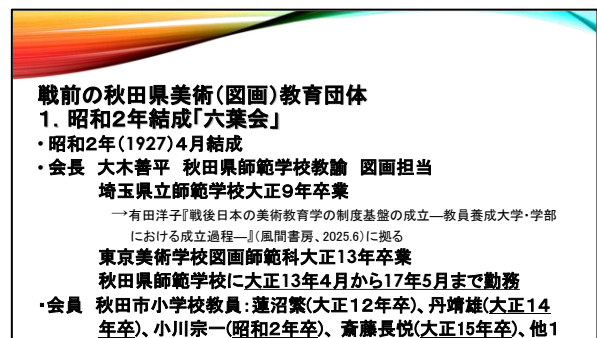 戦前の秋田県美術(図画)教育団体
1. 昭和2年結成「六葉会」
• 昭和2年(1927)4月結成
• 会長 大木善平 秋田県師範学校教諭 図画担当
埼玉県立師範学校大正9年卒業
→有田洋子『戦後日本の美術教育学の制度基盤の成立―教員養成大学・学部
における成立過程―』(風間書房、2025.6)に拠る
東京美術学校図画師範科大正13年卒業
秋田県師範学校に大正13年4月から17年5月まで勤務
・会員 秋田市小学校教員:蓮沼繁(大正12年卒)、丹靖雄(大正14
年卒)、小川宗一(昭和2年卒)、斎藤長悦(大正15年卒)、他1